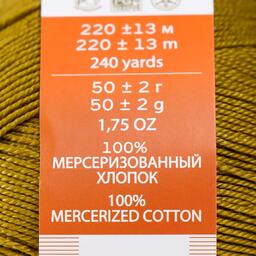 220 ±13 м
220 ± 13 m
240 yards
50 ± 2 г
50 ± 2 g
1,75 OZ
100%
МЕРСЕРИЗОВАННЫЙ
ХЛОПОК
100%
MERCERIZED COTTON